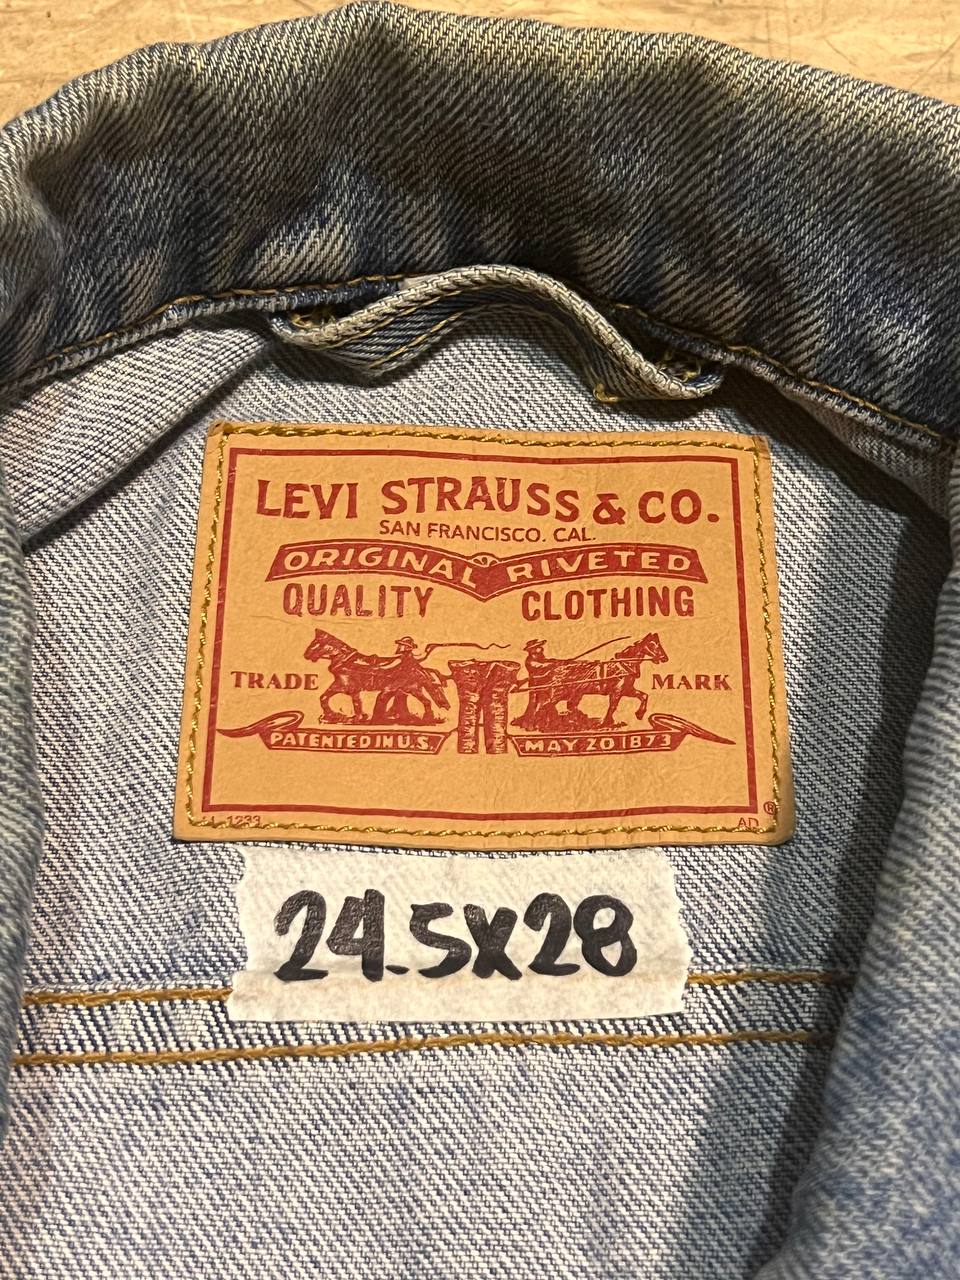 LEVI STRAUSS & CO.
SAN FRANCISCO. CAL.
ORIGINAL RIVETED
QUALITY CLOTHING
TRADE MARK
PATENTED IN U.S. MAY 20 1873
1233 AD ®
24.5X28